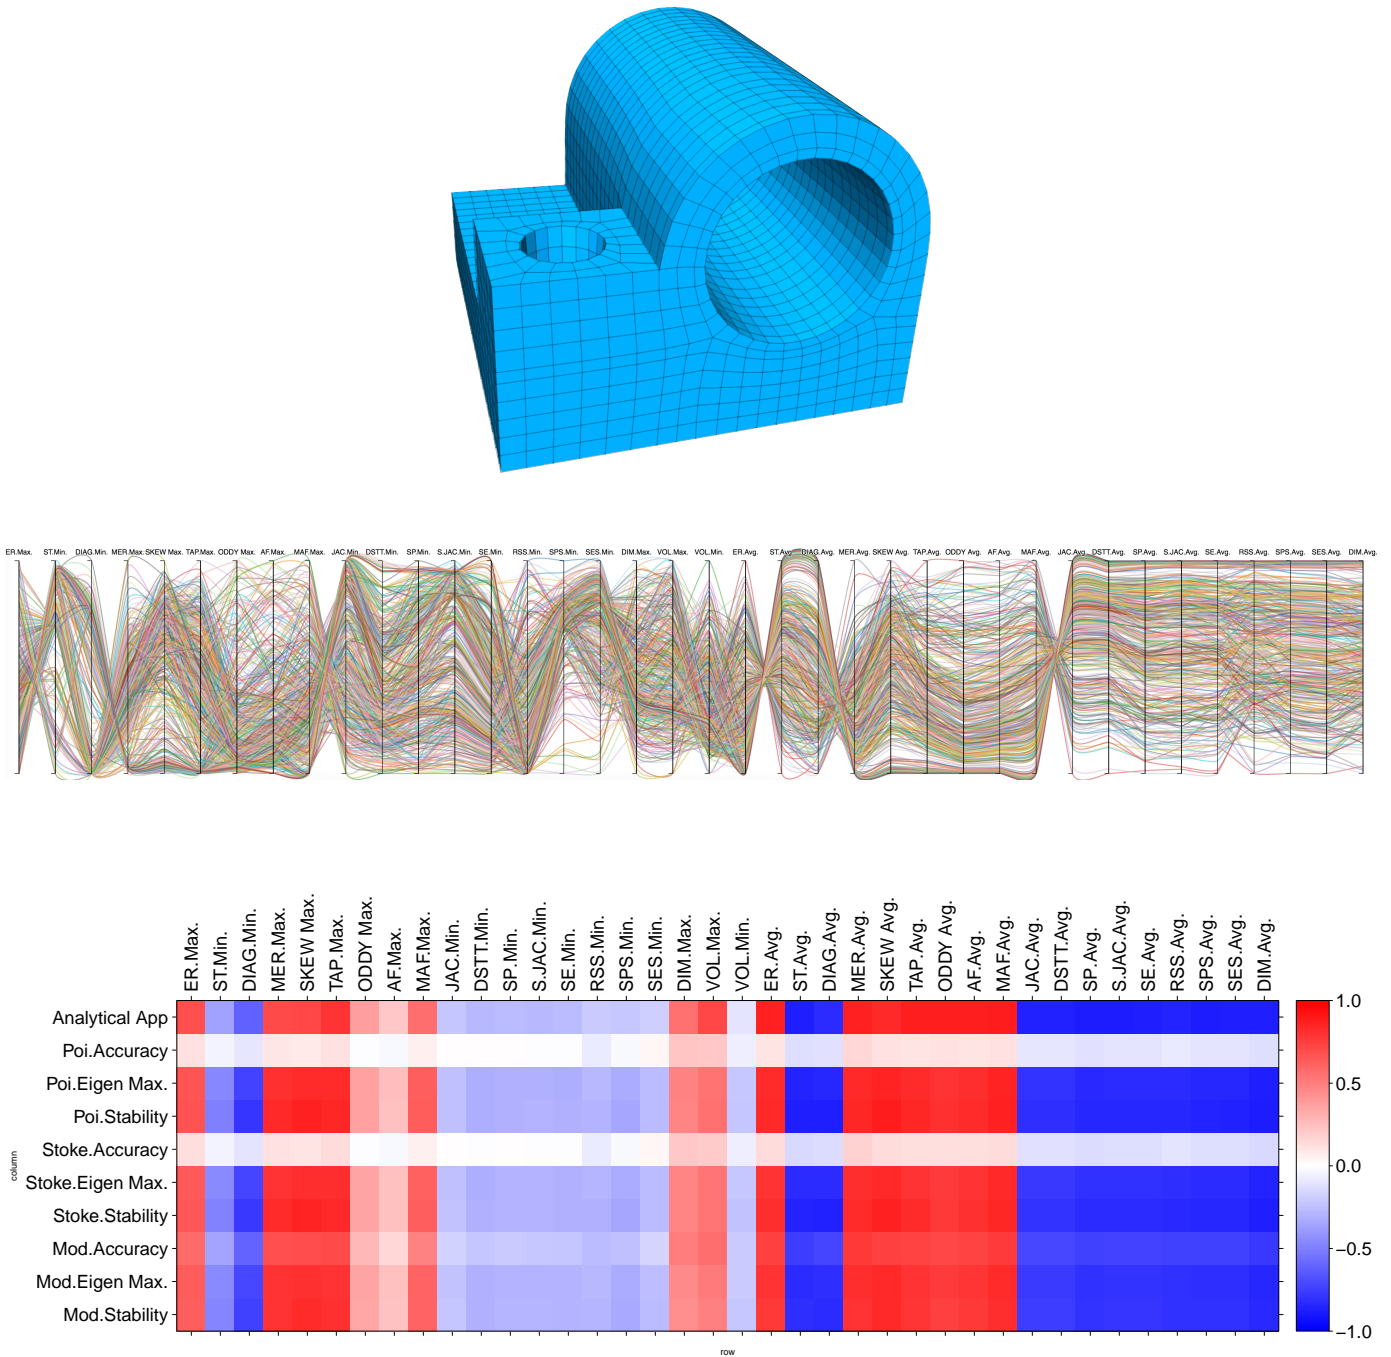 ER.Max. ST.Min. DIAG.Min. MER.Max. SKEW Max. TAP.Max. ODDY Max. AF.Max. MAF.Max. JAC.Min. DSTT.Min. SP.Min. S.JAC.Min. SE.Min. RSS.Min. SPS.Min. SES.Min. DIM.Max. VOL.Max. VOL.Min. ER.Avg. ST.Avg. DIAG.Avg. MER.Avg. SKEW Avg. TAP.Avg. ODDY Avg. AF.Avg. MAF.Avg. JAC.Avg. DSTT.Avg. SP.Avg. S.JAC.Avg. SE.Avg. RSS.Avg. SPS.Avg. SES.Avg. DIM.Avg.
ER.Max. ST.Min. DIAG.Min. MER.Max. SKEW Max. TAP.Max. ODDY Max. AF.Max. MAF.Max. JAC.Min. DSTT.Min. SP.Min. S.JAC.Min. SE.Min. RSS.Min. SPS.Min. SES.Min. DIM.Max. VOL.Max. VOL.Min. ER.Avg. ST.Avg. DIAG.Avg. MER.Avg. SKEW Avg. TAP.Avg. ODDY Avg. AF.Avg. MAF.Avg. JAC.Avg. DSTT.Avg. SP.Avg. S.JAC.Avg. SE.Avg. RSS.Avg. SPS.Avg. SES.Avg. DIM.Avg.
Analytical App
Poi.Accuracy
Poi.Eigen Max.
Poi.Stability
Stoke.Accuracy
Stoke.Eigen Max.
Stoke.Stability
Mod.Accuracy
Mod.Eigen Max.
Mod.Stability
column
row
1.0
0.5
0.0
−0.5
−1.0